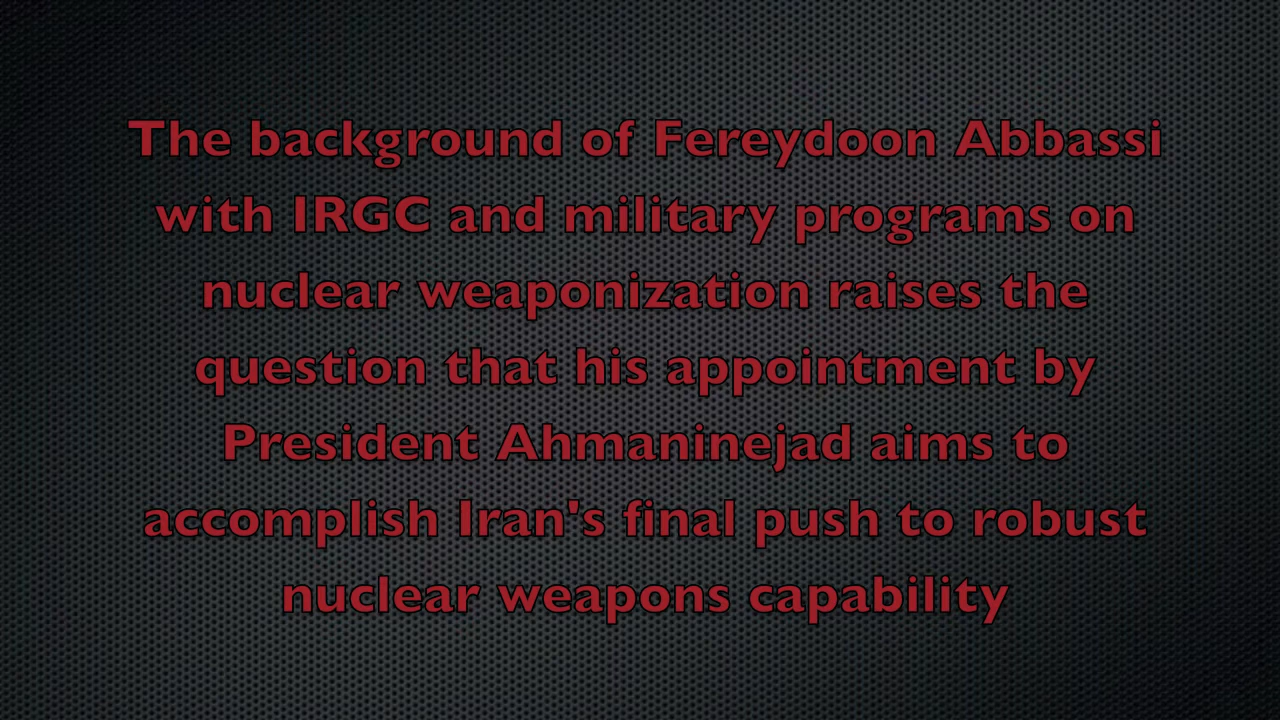 The background of Fereydoon Abbassi
with IRGC and military programs on
nuclear weaponization raises the
question that his appointment by
President Ahmaninejad aims to
accomplish Iran's final push to robust
nuclear weapons capability